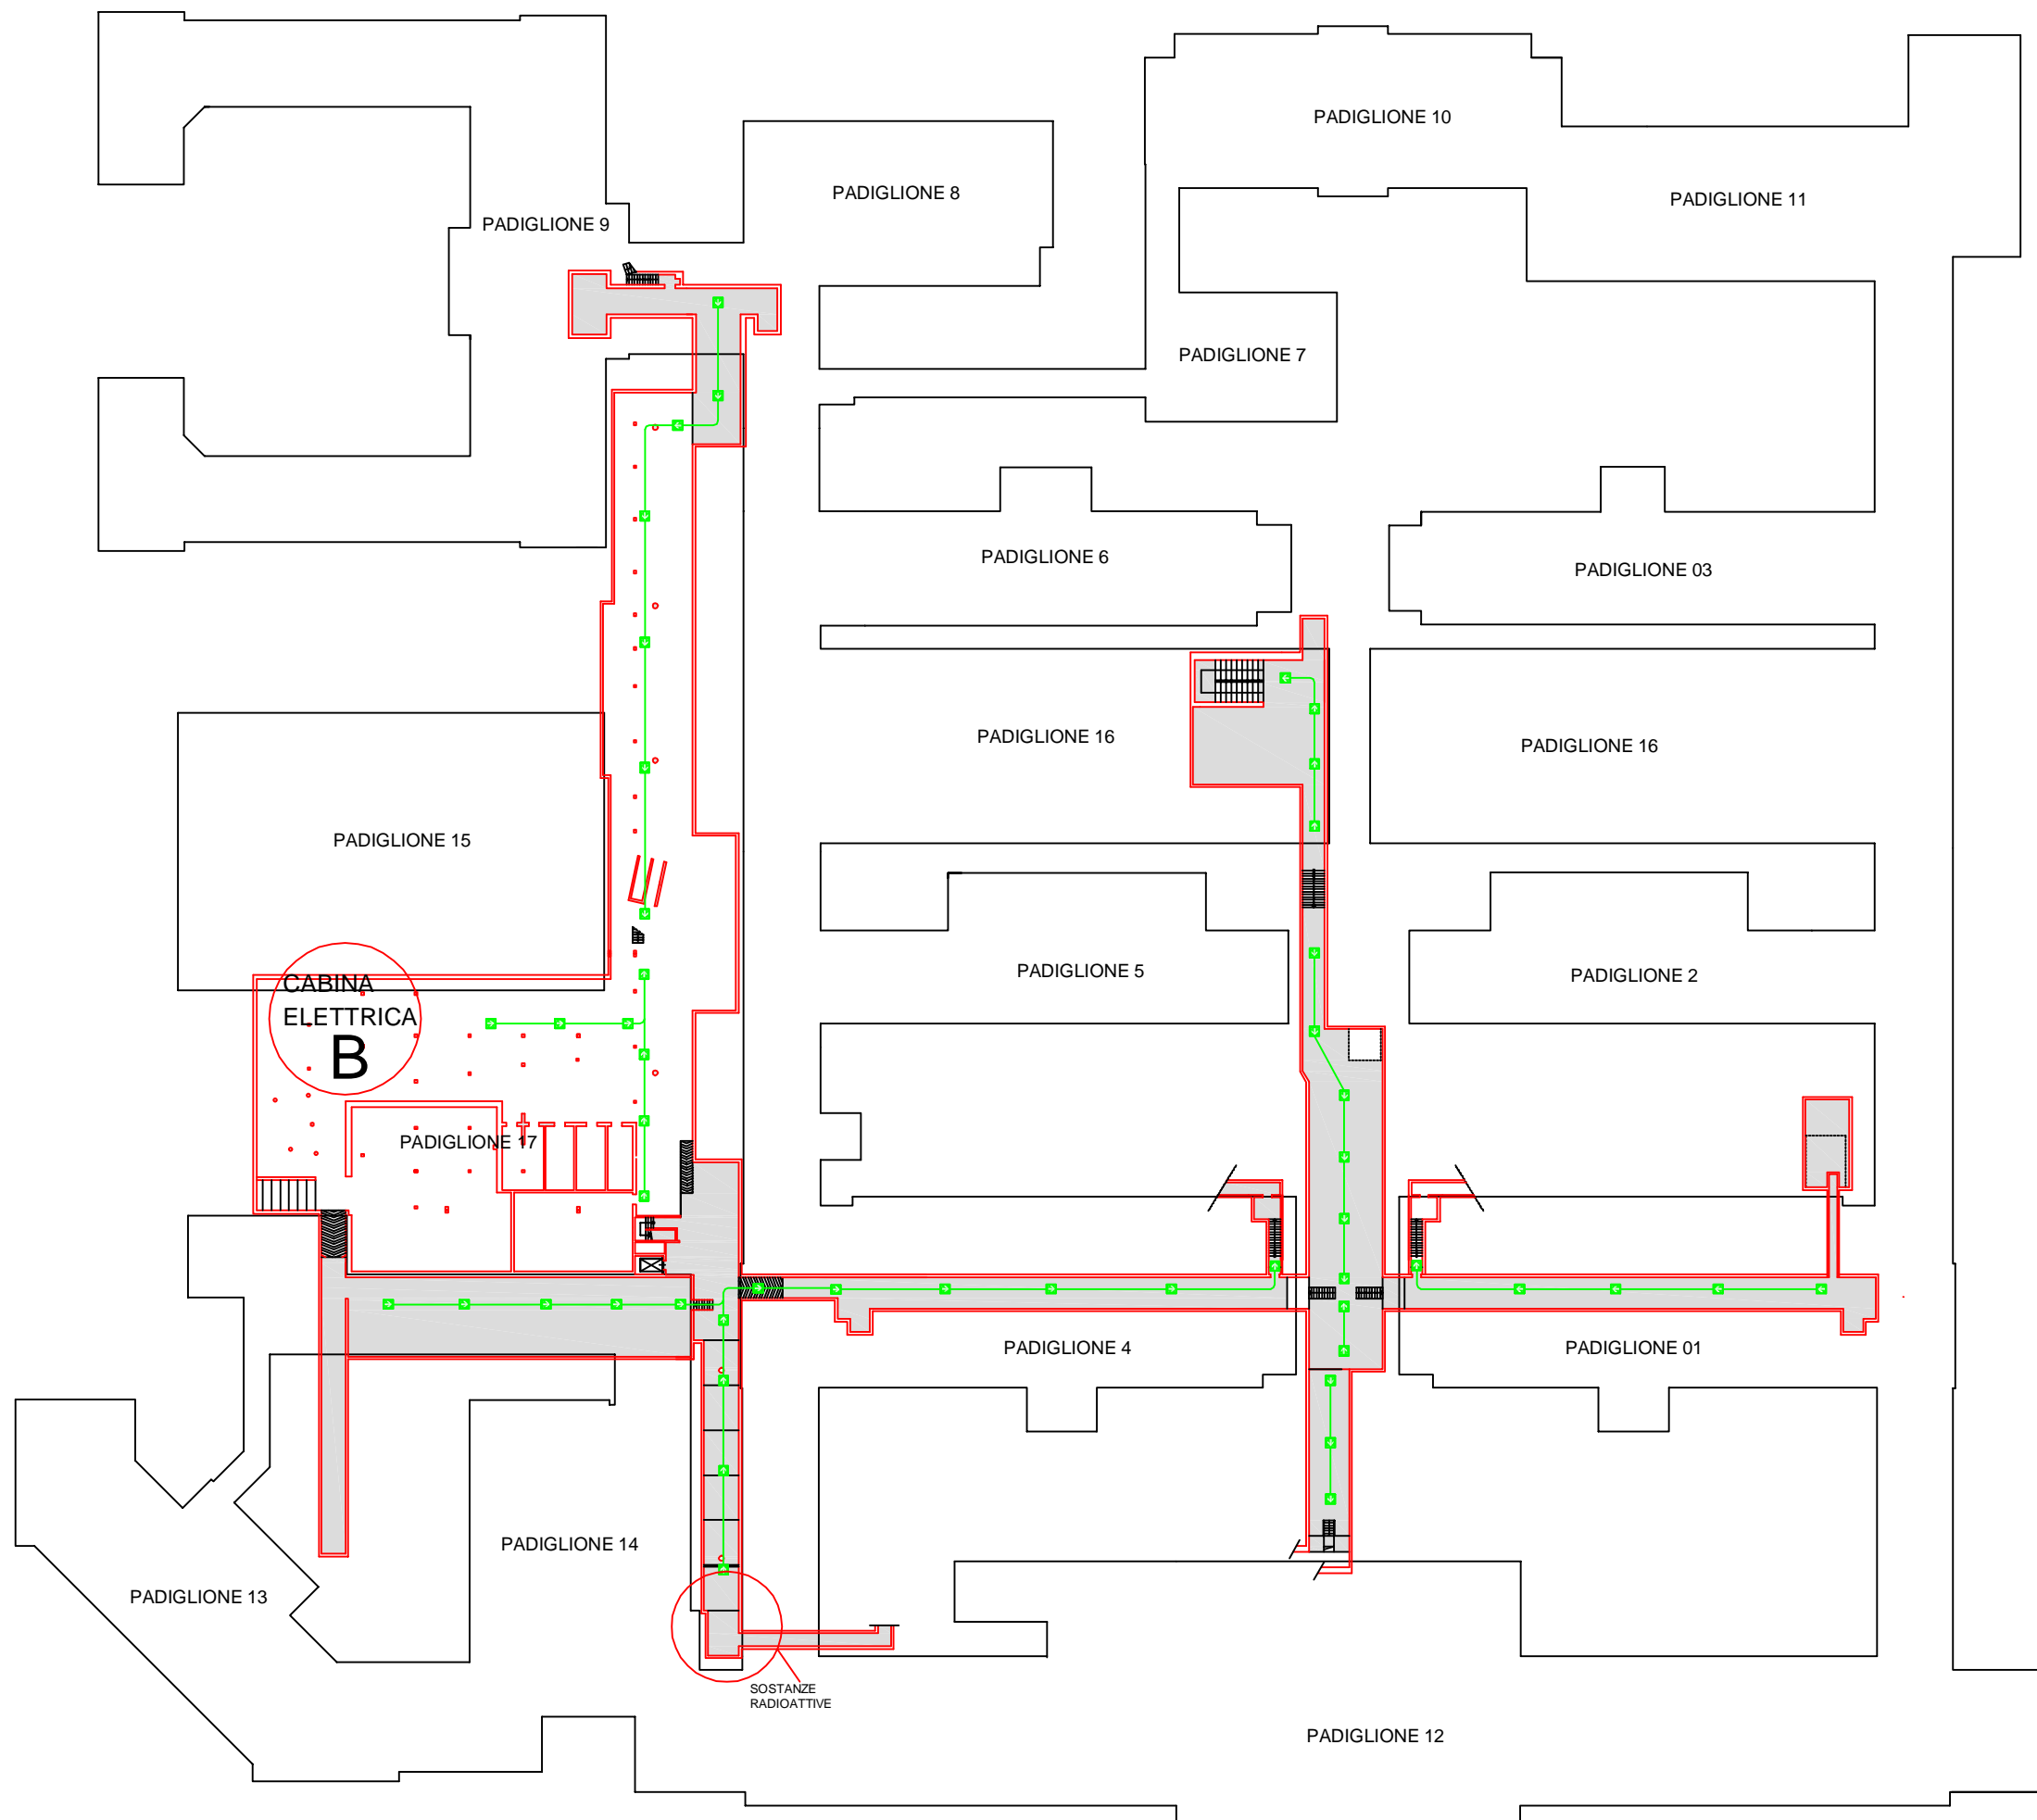 PADIGLIONE 10
PADIGLIONE 8
PADIGLIONE 11
PADIGLIONE 9
PADIGLIONE 7
PADIGLIONE 6
PADIGLIONE 03
PADIGLIONE 16
PADIGLIONE 16
PADIGLIONE 15
PADIGLIONE 5
PADIGLIONE 2
CABINA
ELETTRICA
B
PADIGLIONE 17
PADIGLIONE 4
PADIGLIONE 01
PADIGLIONE 14
PADIGLIONE 13
SOSTANZE
RADIOATTIVE
PADIGLIONE 12